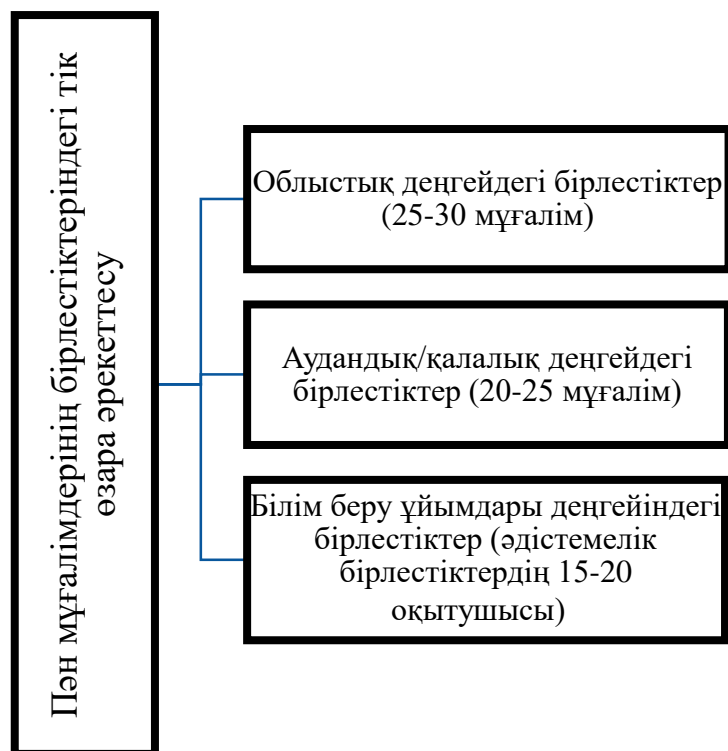 Пән мұғалімдерінің бірлестіктеріндегі тік
өзара әрекеттесу
Облыстық деңгейдегі бірлестіктер
(25-30 мұғалім)
Аудандық/қалалық деңгейдегі
бірлестіктер (20-25 мұғалім)
Білім беру ұйымдары деңгейіндегі
бірлестіктер (әдістемелік
бірлестіктердің 15-20
оқытушысы)